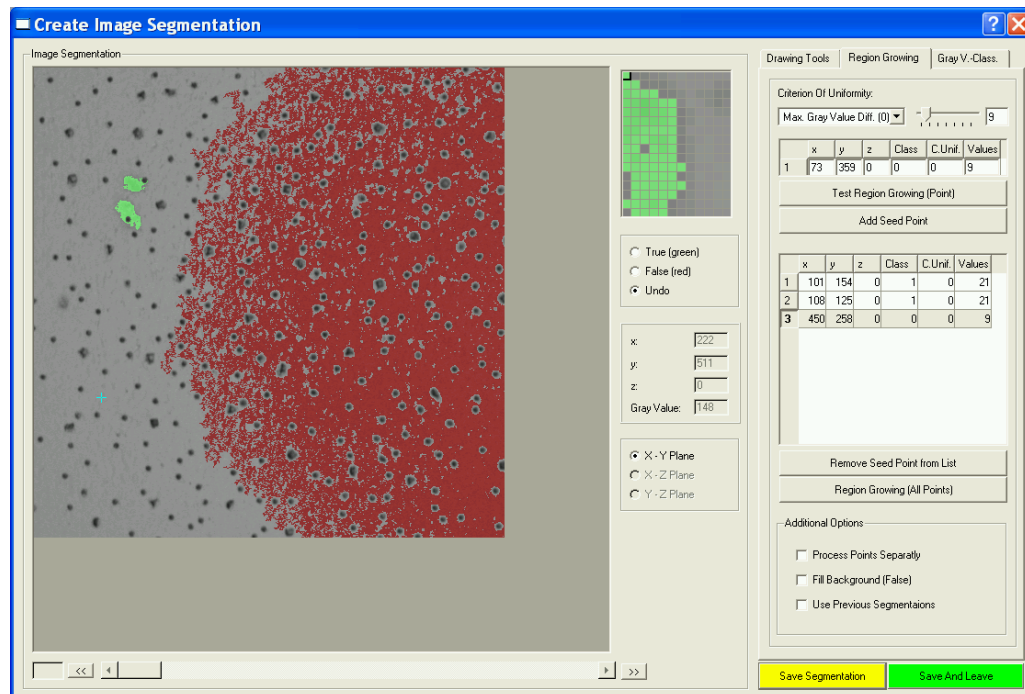 Create Image Segmentation
Image Segmentation
Drawing Tools Region Growing Gray V.-Class.
Criterion Of Uniformity:
Max. Gray Value Diff. (0) 9
x y z Class C.Unif. Values
1 73 359 0 0 0 9
Test Region Growing (Point)
Add Seed Point
True (green)
False (red)
Undo
x y z Class C.Unif. Values
1 101 154 0 1 0 21
2 108 125 0 1 0 21
3 450 258 0 0 0 9
x: 222
y: 511
z: 0
Gray Value: 148
X - Y Plane
X - Z Plane
Y - Z Plane
Remove Seed Point from List
Region Growing (All Points)
Additional Options
Process Points Separatly
Fill Background (False)
Use Previous Segmentaions
<< >>
Save Segmentation Save And Leave